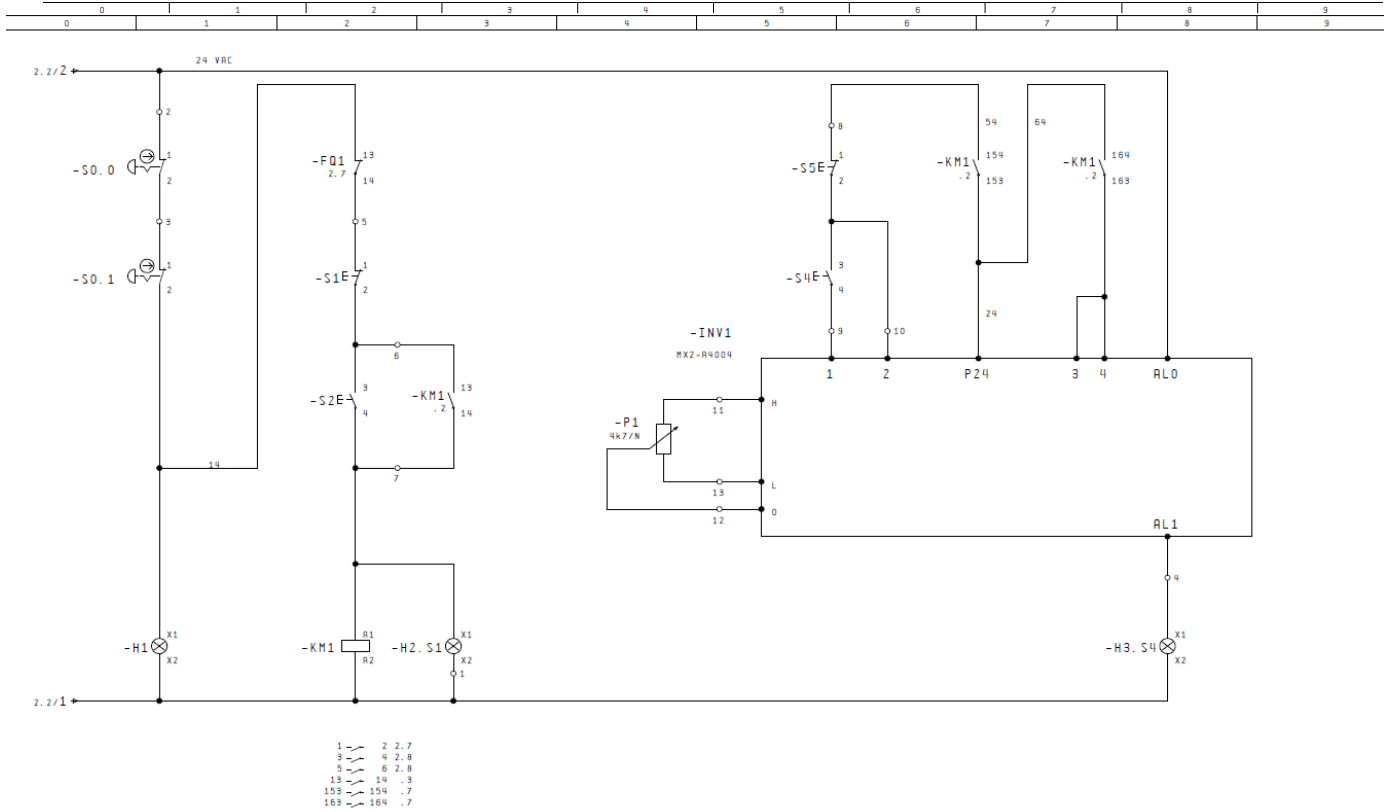 0 1 2 3 4 5 6 7 8 9
0 1 2 3 4 5 6 7 8 9
2.2/2
24 VAC
2
-S0.0
1
2
3
-S0.1
1
2
14
-H1
X1
X2
-FQ1
2.7
13
14
5
-S1E
1
2
6
-S2E
3
4
-KM1
.2
13
14
7
-KM1
A1
A2
-H2.S1
X1
X2
1
8
-S5E
1
2
-S4E
3
4
9
10
54
-KM1
.2
154
153
24
64
-KM1
.2
164
163
-INV1
MX2-A4004
1 2 P24 3 4 AL0
-P1
4k7/N
11
H
13
L
12
O
AL1
4
-H3.S4
X1
X2
2.2/1
1 2 2.7
3 4 2.8
5 6 2.8
13 14 .3
153 154 .7
163 164 .7